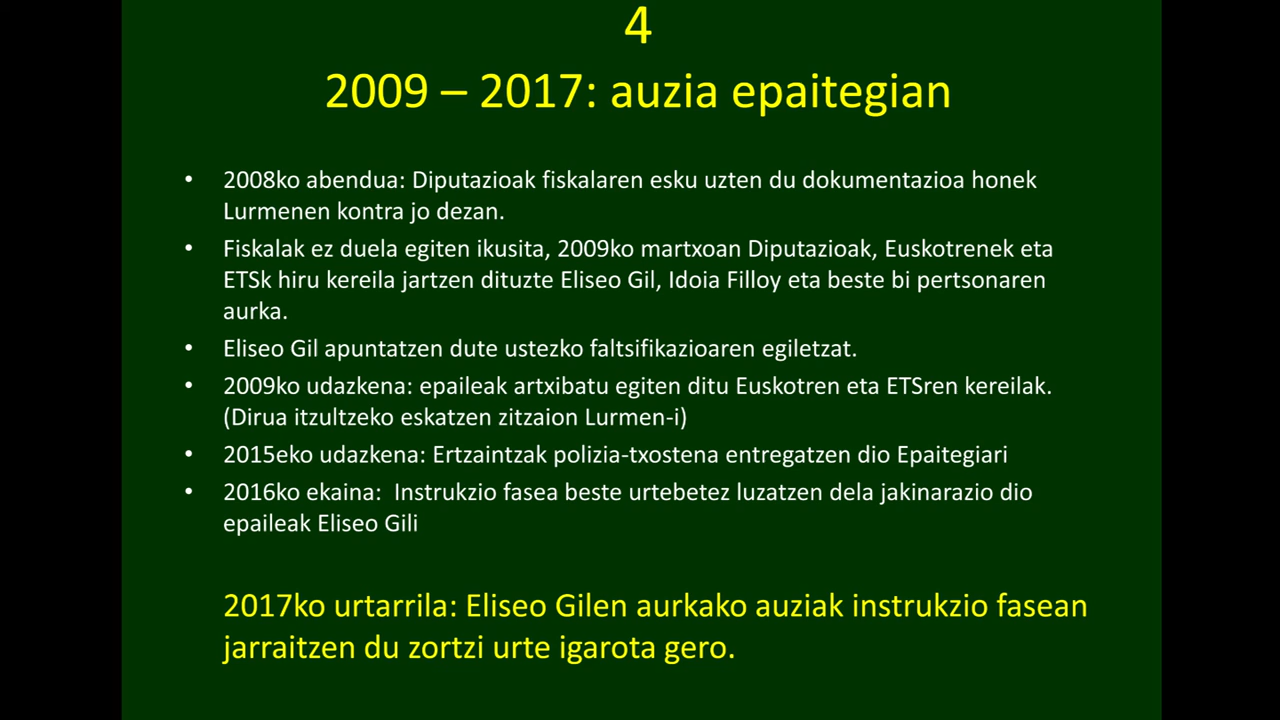 4
2009 – 2017: auzia epaitegian
• 2008ko abendua: Diputazioak fiskalaren esku uzten du dokumentazioa honek
Lurmenen kontra jo dezan.
• Fiskalak ez duela egiten ikusita, 2009ko martxoan Diputazioak, Euskotrenek eta
ETSk hiru kereila jartzen dituzte Eliseo Gil, Idoia Filloy eta beste bi pertsonaren
aurka.
• Eliseo Gil apuntatzen dute ustezko faltsifikazioaren egiletzat.
• 2009ko udazkena: epaileak artxibatu egiten ditu Euskotren eta ETSren kereilak.
(Dirua itzultzeko eskatzen zitzaion Lurmen-i)
• 2015eko udazkena: Ertzaintzak polizia-txostena entregatzen dio Epaitegiari
• 2016ko ekaina:  Instrukzio fasea beste urtebetez luzatzen dela jakinarazio dio
epaileak Eliseo Gili
2017ko urtarrila: Eliseo Gilen aurkako auziak instrukzio fasean
jarraitzen du zortzi urte igarota gero.